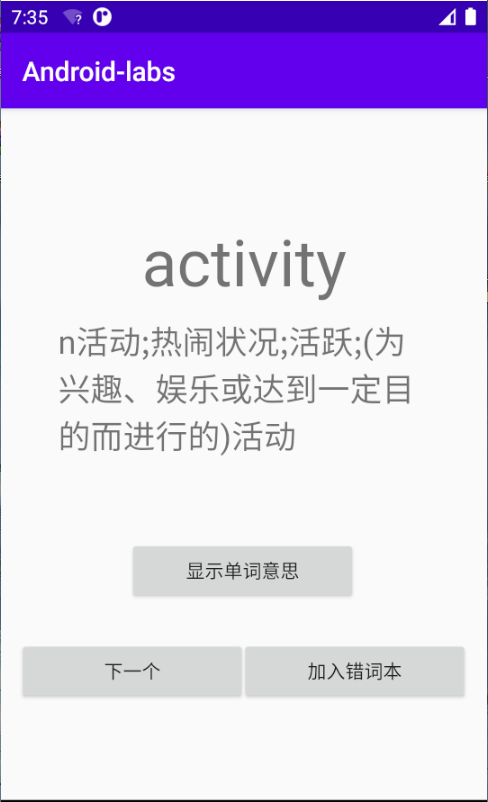 7:35
Android-labs
activity
n活动;热闹状况;活跃;(为
兴趣、娱乐或达到一定目
的而进行的)活动
显示单词意思
下一个
加入错词本